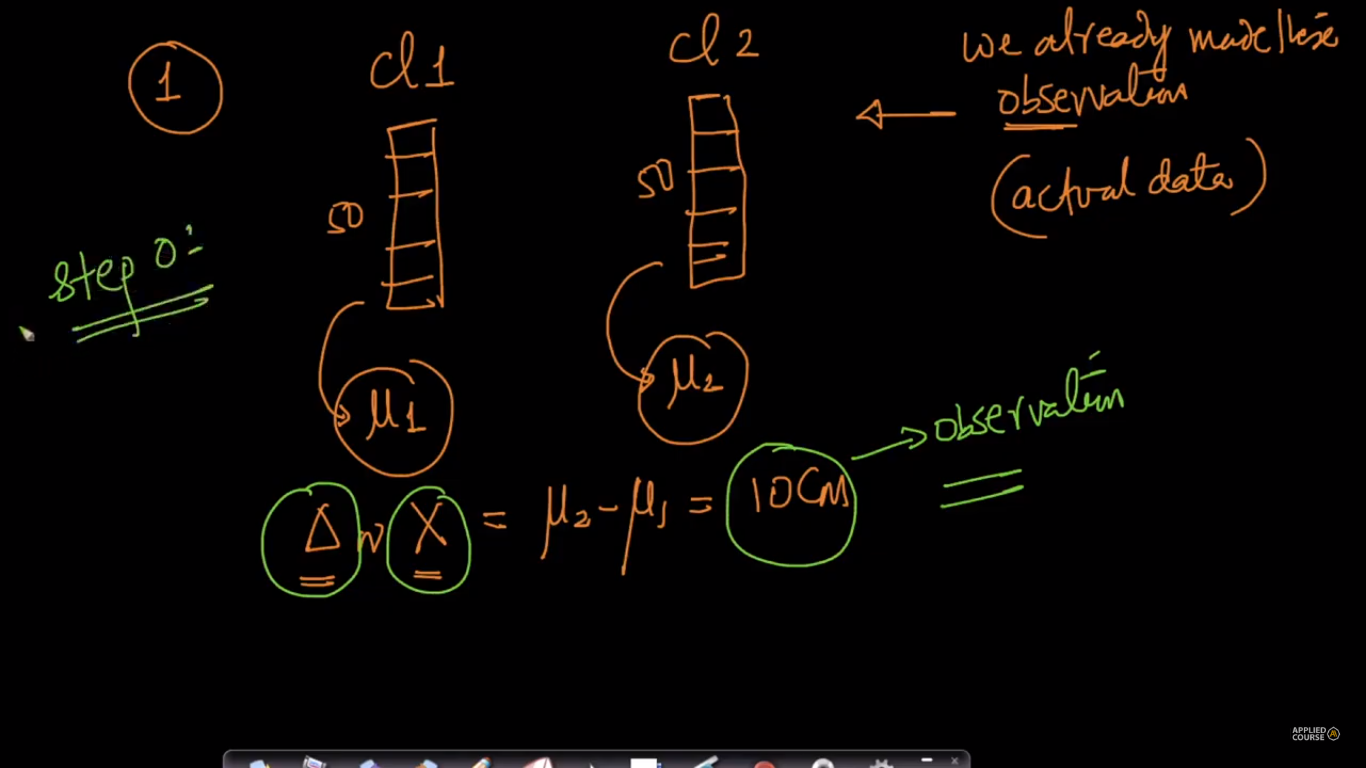 1
cl 1
cl 2
we already made these
observation
(actual data)
50
50
Step 0:
μ1
μ2
Δ or X = μ2 - μ1 = 10CM
observation
APPLIED
COURSE